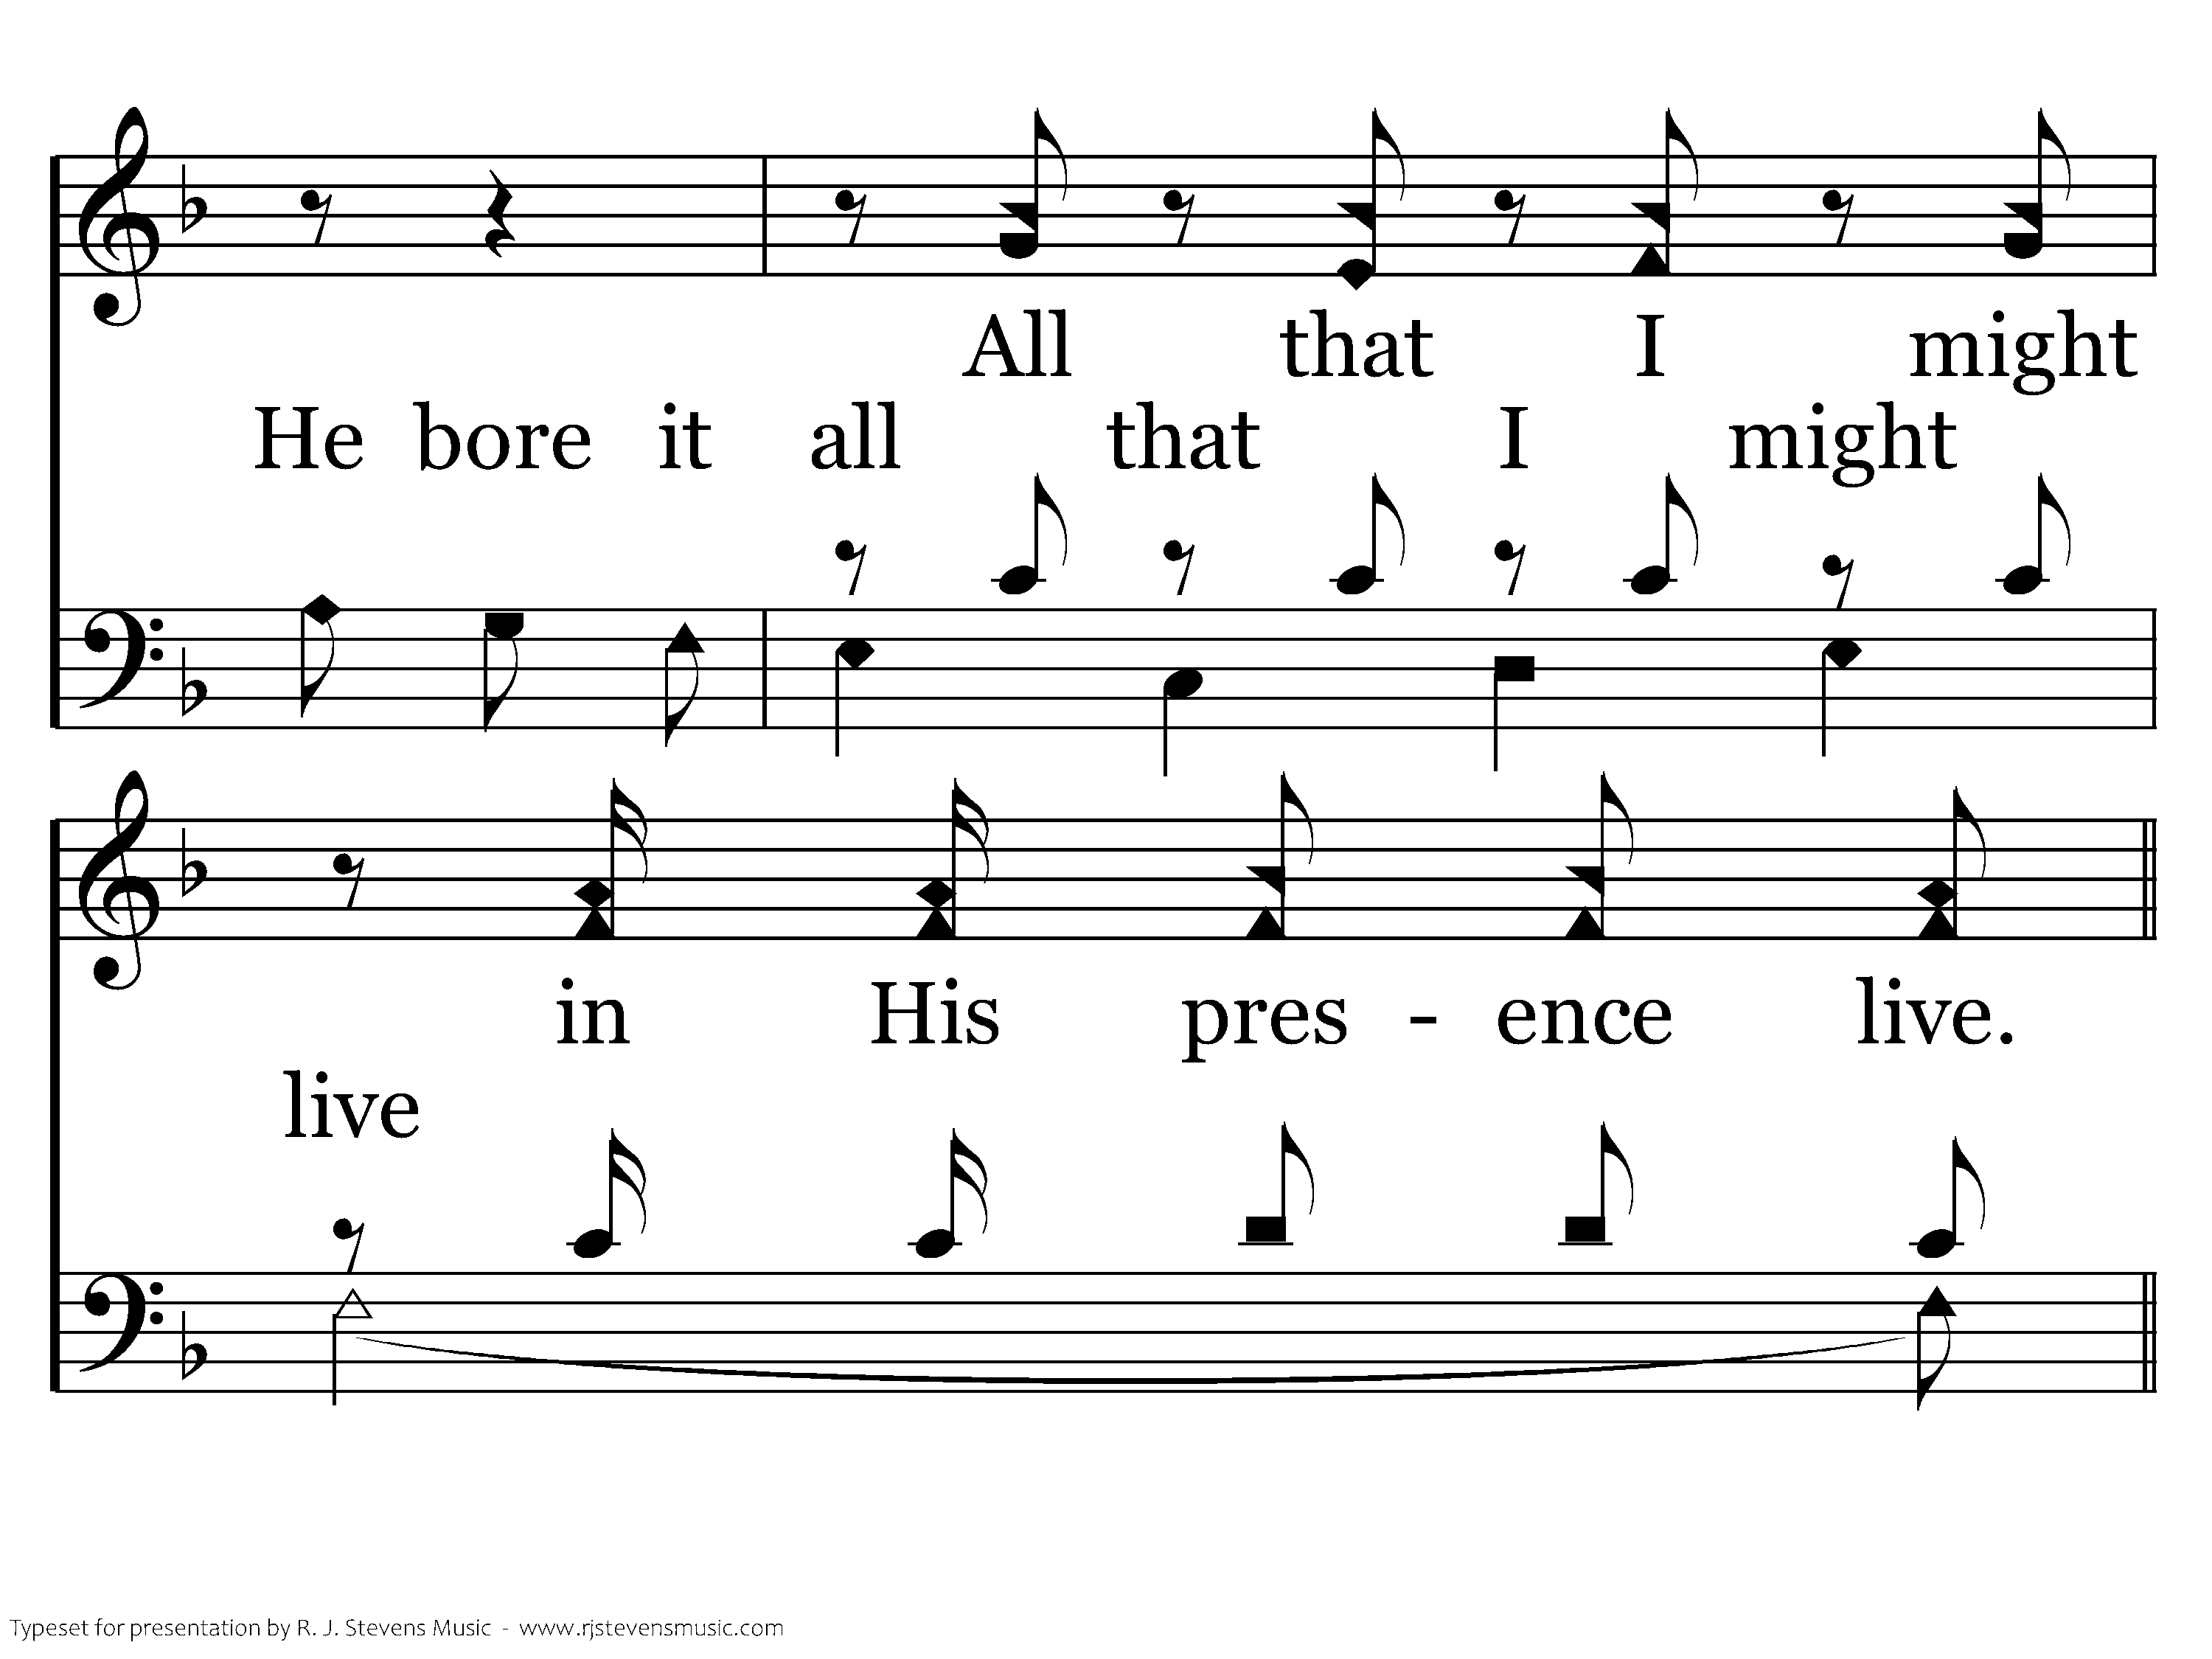 All that I might
He bore it all that I might
in His pres - ence live.
live
Typeset for presentation by R. J. Stevens Music - www.rjstevensmusic.com